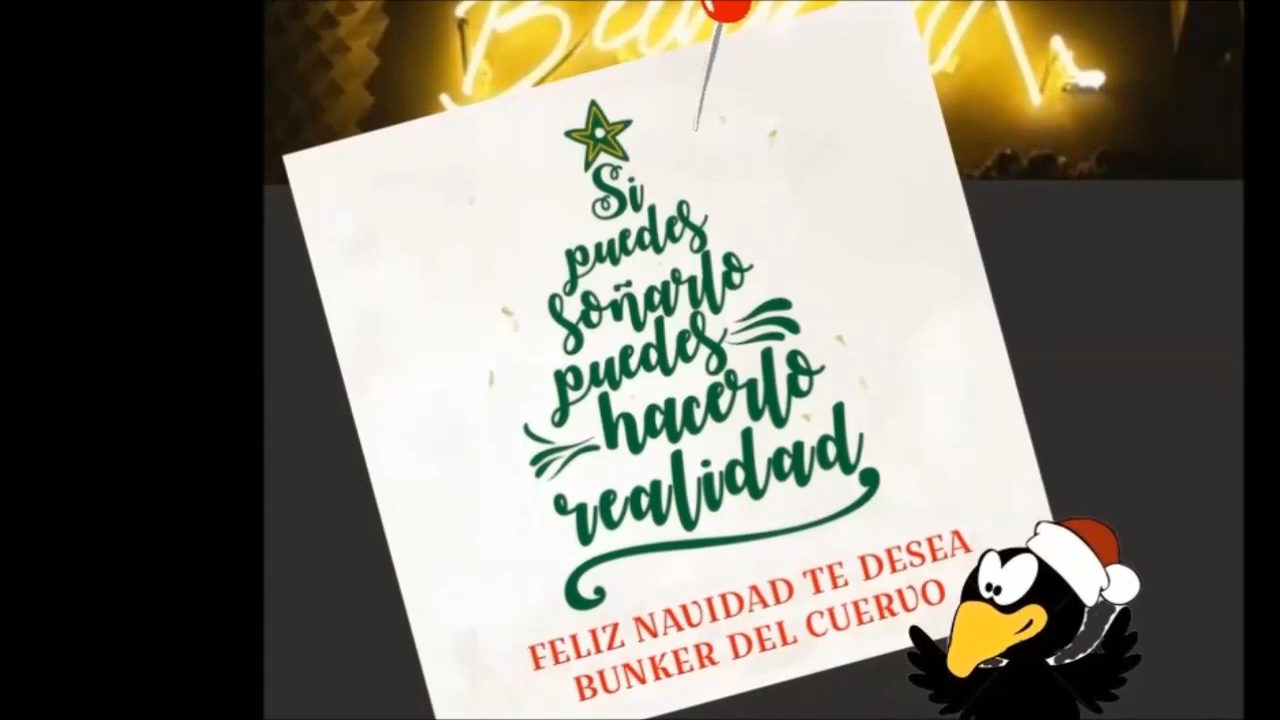 Si
puedes
soñarlo
puedes
hacerlo
realidad
FELIZ NAVIDAD TE DESEA
BUNKER DEL CUERVO